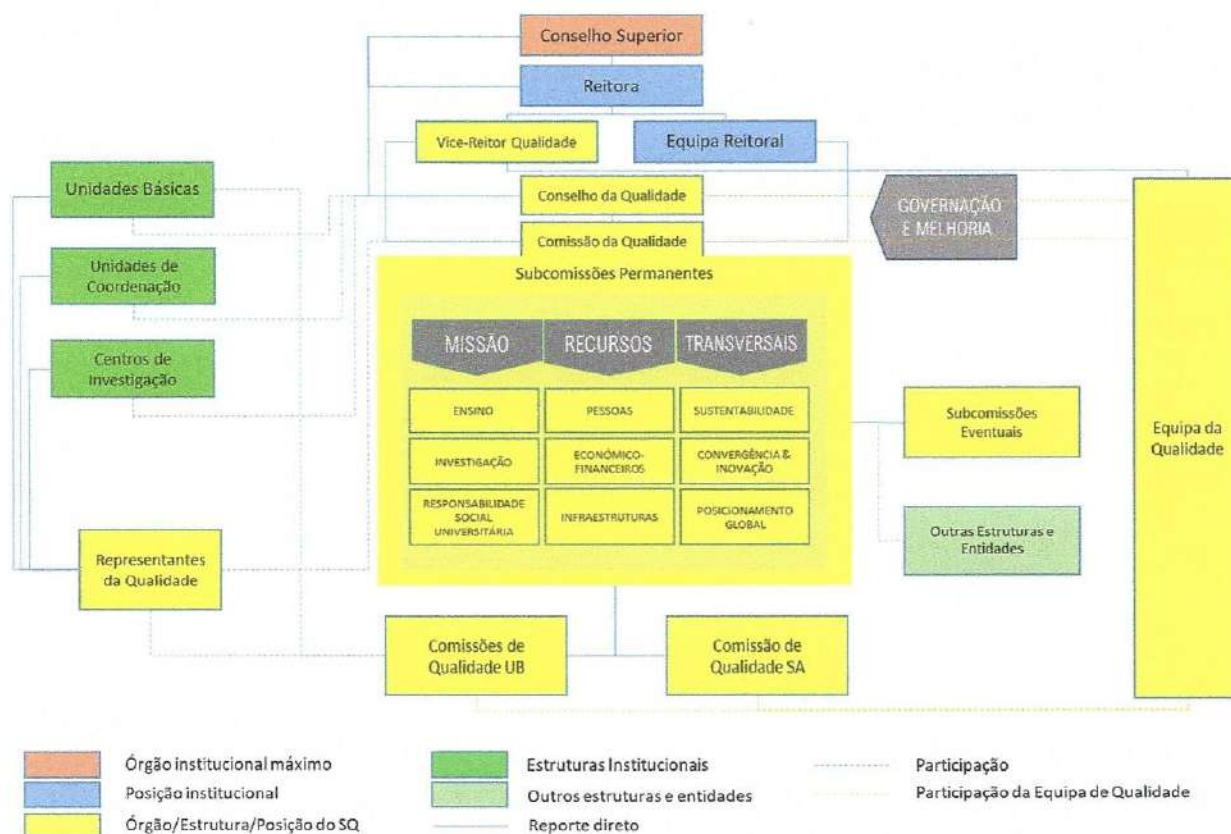 Conselho Superior
Reitora
Vice-Reitor Qualidade
Equipa Reitoral
Unidades Básicas
Conselho da Qualidade
GOVERNAÇÃO
E MELHORIA
Comissão da Qualidade
Unidades de
Coordenação
Subcomissões Permanentes
Centros de
Investigação
MISSÃO
RECURSOS
TRANSVERSAIS
ENSINO
PESSOAS
SUSTENTABILIDADE
INVESTIGAÇÃO
ECONÓMICO-
FINANCEIROS
CONVERGÊNCIA &
INOVAÇÃO
RESPONSABILIDADE
SOCIAL
UNIVERSITÁRIA
INFRAESTRUTURAS
POSICIONAMENTO
GLOBAL
Subcomissões
Eventuais
Equipa da
Qualidade
Outras Estruturas e
Entidades
Representantes
da Qualidade
Comissões de
Qualidade UB
Comissão de
Qualidade SA
Órgão institucional máximo
Posição institucional
Órgão/Estrutura/Posição do SQ
Estruturas Institucionais
Outros estruturas e entidades
Reporte direto
Participação
Participação da Equipa de Qualidade